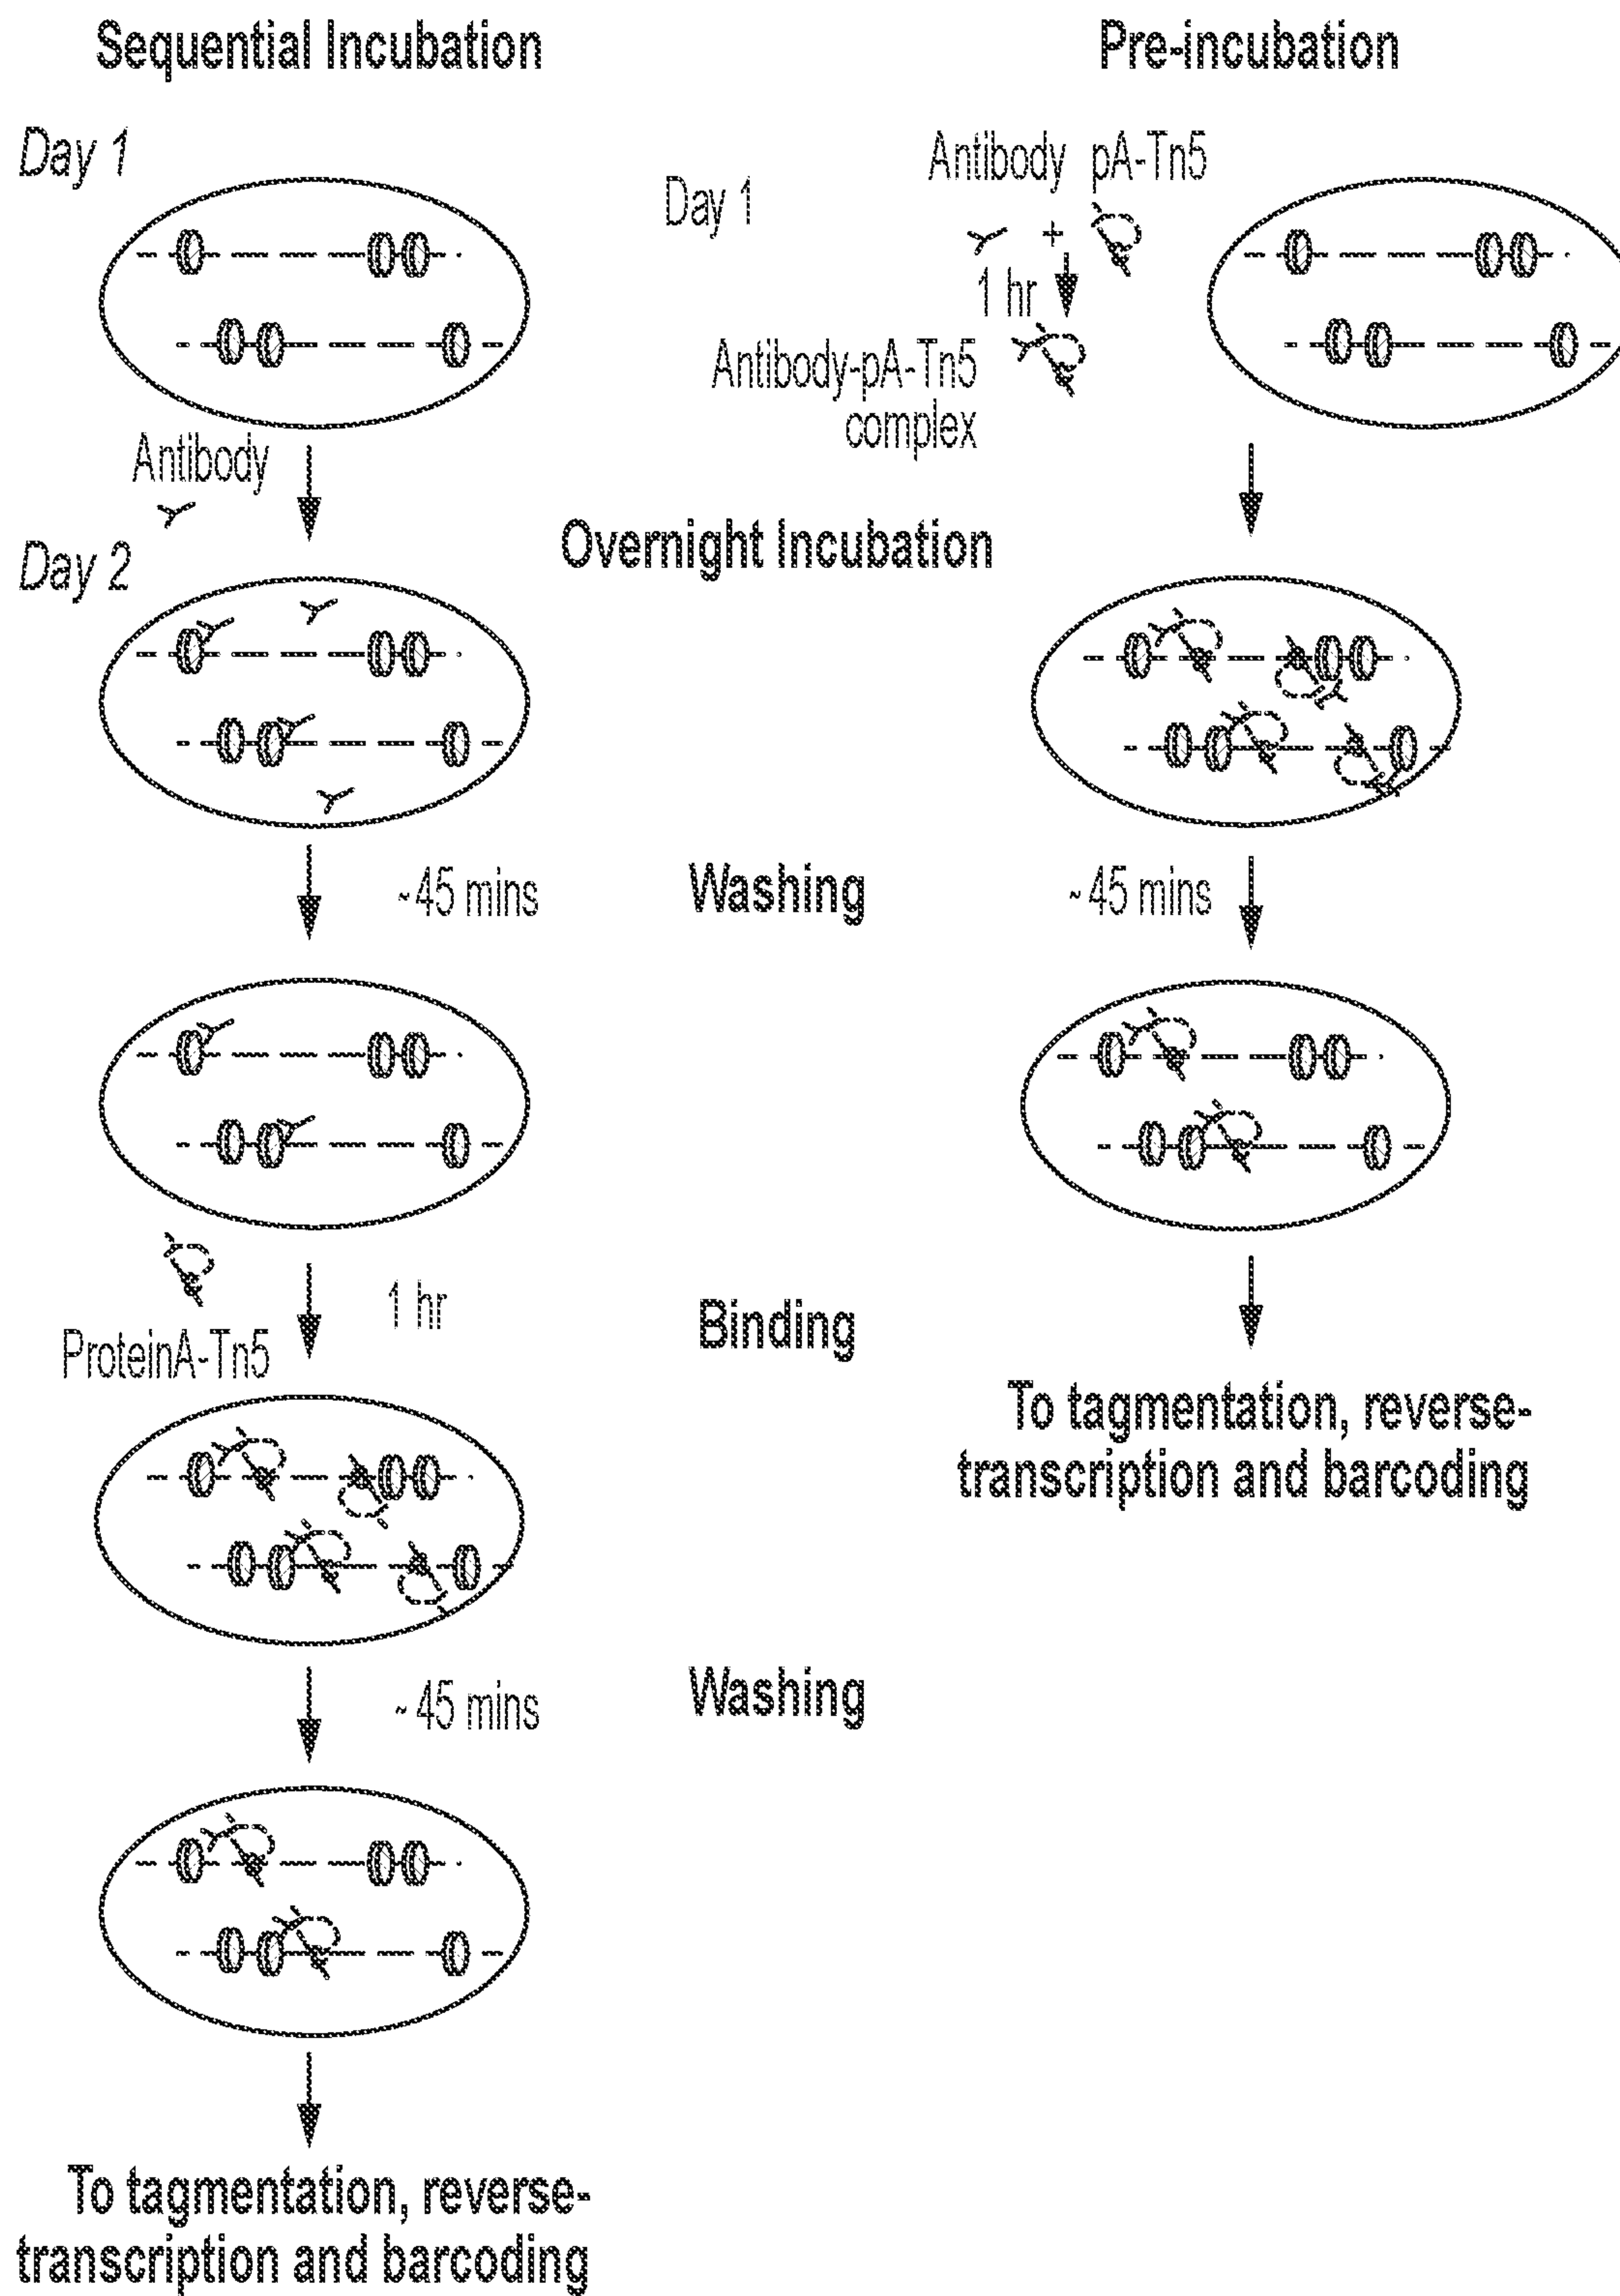 Sequential Incubation
Pre-incubation
Day 1
Day 1
Antibody pA-Tn5
+
1 hr
Antibody-pA-Tn5
complex
Antibody
Day 2
Overnight Incubation
~45 mins
Washing
~45 mins
1 hr
ProteinA-Tn5
Binding
To tagmentation, reverse-
transcription and barcoding
~45 mins
Washing
To tagmentation, reverse-
transcription and barcoding